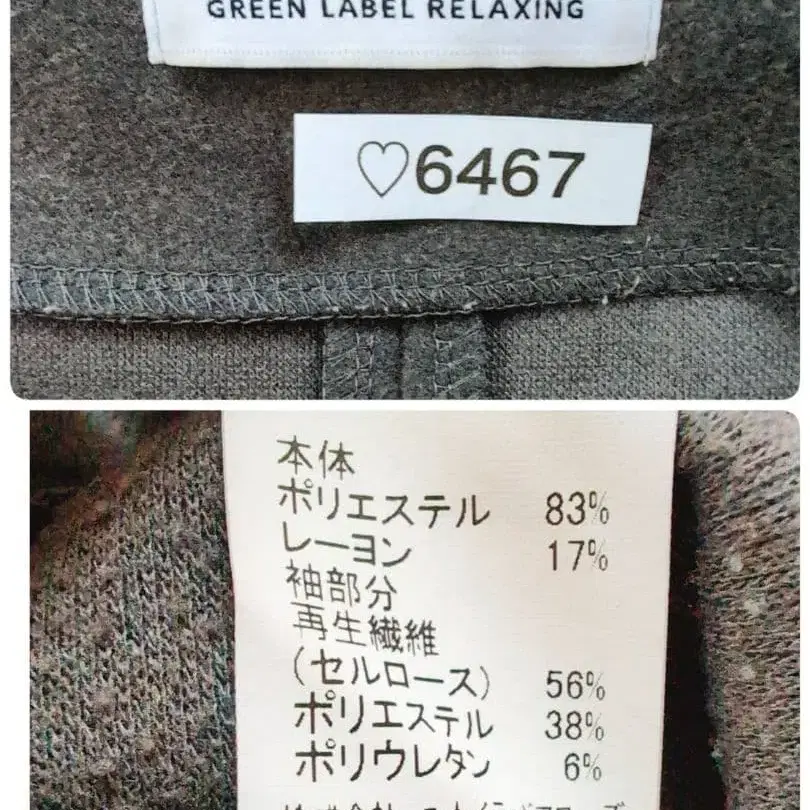 GREEN LABEL RELAXING
♡6467
本体
ポリエステル 83%
レーヨン 17%
袖部分
再生繊維
(セルロース) 56%
ポリエステル 38%
ポリウレタン 6%